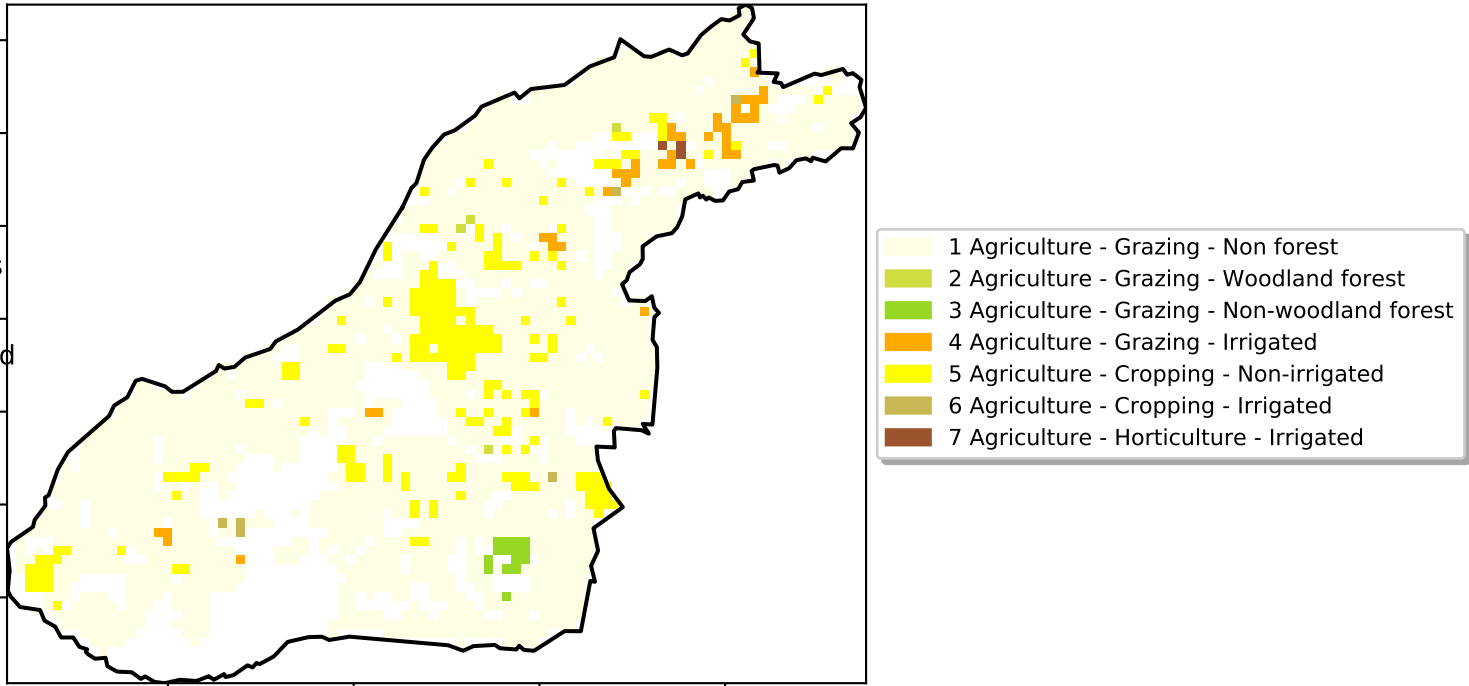 d
1 Agriculture - Grazing - Non forest
2 Agriculture - Grazing - Woodland forest
3 Agriculture - Grazing - Non-woodland forest
4 Agriculture - Grazing - Irrigated
5 Agriculture - Cropping - Non-irrigated
6 Agriculture - Cropping - Irrigated
7 Agriculture - Horticulture - Irrigated